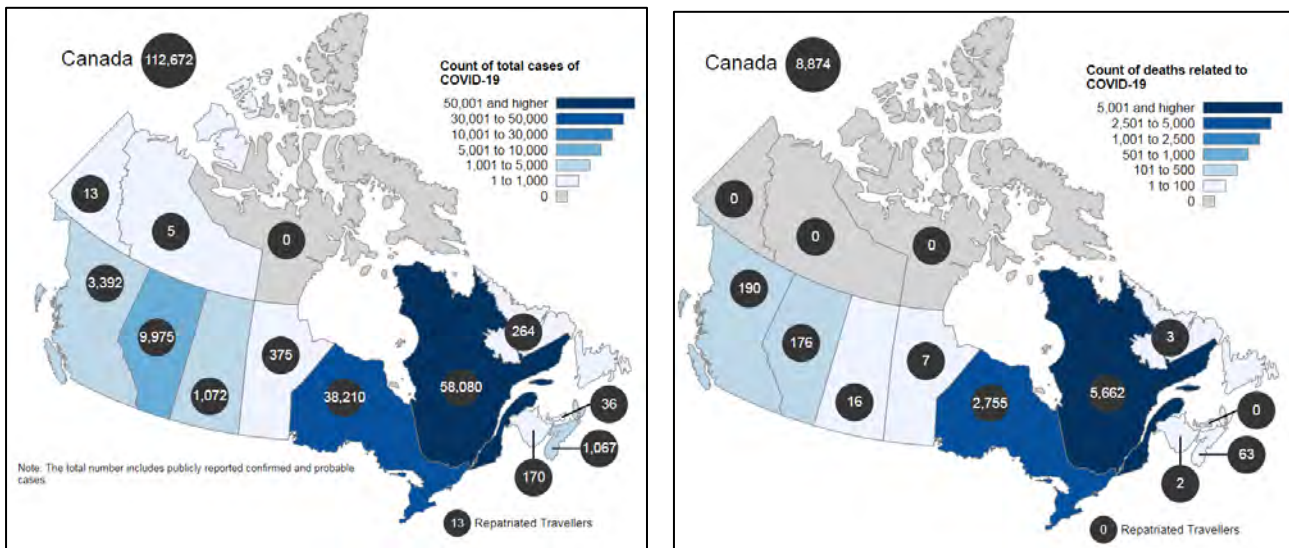 Canada
112,672
Count of total cases of
COVID-19
50,001 and higher
30,001 to 50,000
10,001 to 30,000
5,001 to 10,000
1,001 to 5,000
1 to 1,000
0
13
5
0
3,392
9,975
1,072
375
38,210
58,080
264
36
1,067
170
Note: The total number includes publicly reported confirmed and probable
cases.
13 Repatriated Travellers
Canada
8,874
Count of deaths related to
COVID-19
5,001 and higher
2,501 to 5,000
1,001 to 2,500
501 to 1,000
101 to 500
1 to 100
0
0
0
0
190
176
16
7
2,755
5,662
3
0
63
2
0 Repatriated Travellers